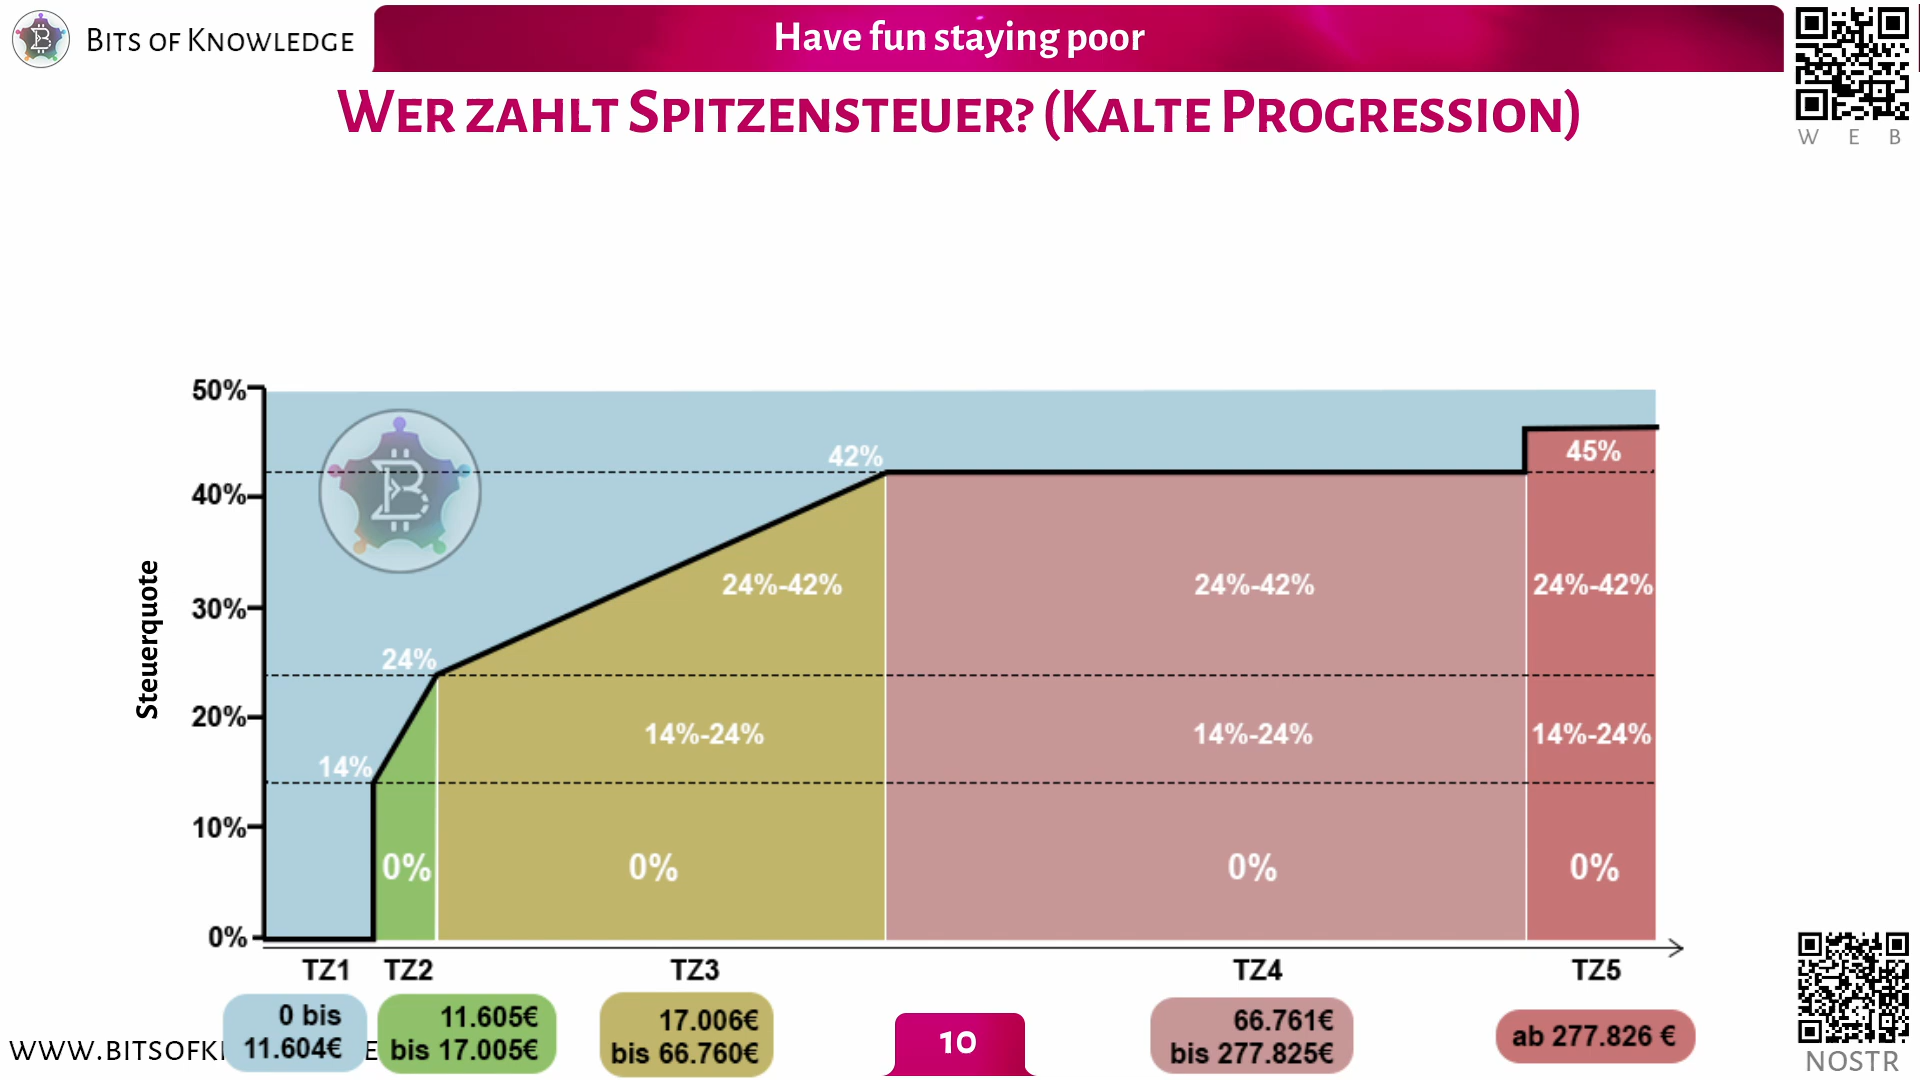 BITS OF KNOWLEDGE
Have fun staying poor
WER ZAHLT SPITZENSTEUER? (KALTE PROGRESSION)
W E B
50%
40%
30%
20%
10%
0%
Steuerquote
42%
24%
14%
45%
24%-42%
24%-42%
24%-42%
14%-24%
14%-24%
14%-24%
0%
0%
0%
0%
TZ1
TZ2
TZ3
TZ4
TZ5
0 bis
11.604€
11.605€
bis 17.005€
17.006€
bis 66.760€
66.761€
bis 277.825€
ab 277.826 €
10
NOSTR